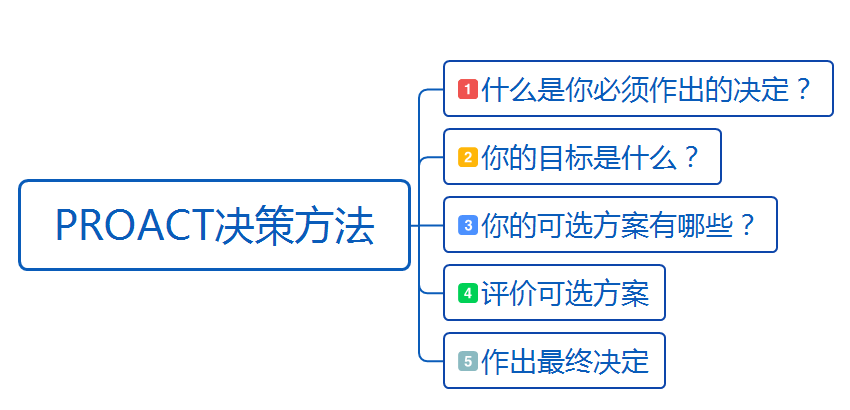 PROACT决策方法
1 什么是你必须作出的决定？
2 你的目标是什么？
3 你的可选方案有哪些？
4 评价可选方案
5 作出最终决定